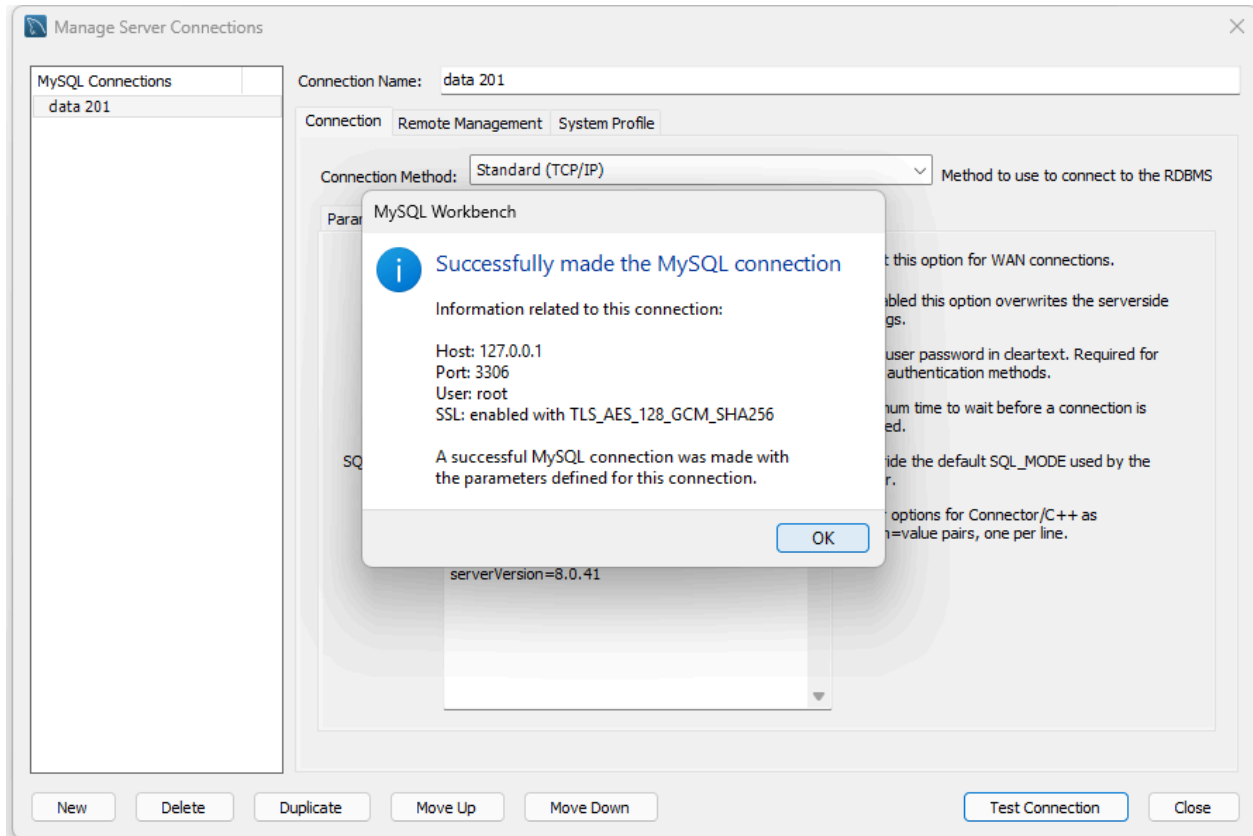 Manage Server Connections
MySQL Connections
data 201
Connection Name: data 201
Connection Remote Management System Profile
Connection Method: Standard (TCP/IP) Method to use to connect to the RDBMS
MySQL Workbench
Successfully made the MySQL connection
Information related to this connection:
Host: 127.0.0.1
Port: 3306
User: root
SSL: enabled with TLS_AES_128_GCM_SHA256
A successful MySQL connection was made with
the parameters defined for this connection.
OK
this option for WAN connections.
this option overwrites the serverside
user password in cleartext. Required for
authentication methods.
time to wait before a connection is
the default SQL_MODE used by the
options for Connector/C++ as
=value pairs, one per line.
serverVersion=8.0.41
New Delete Duplicate Move Up Move Down Test Connection Close